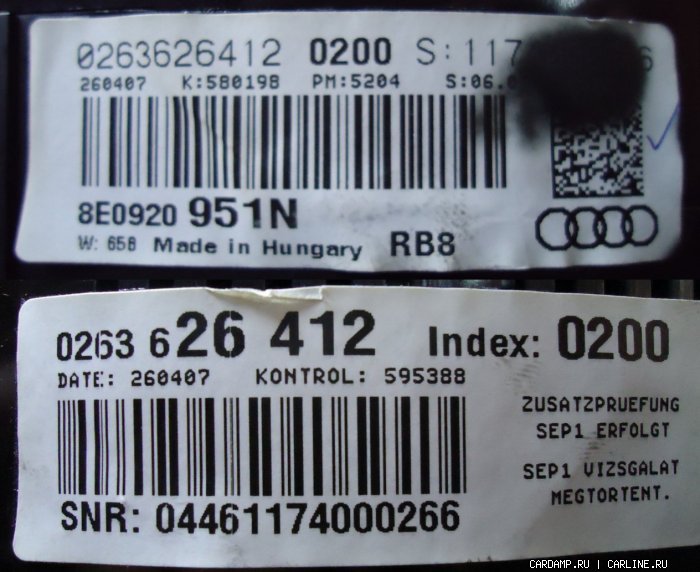 0263626412 0200 S: 117 6
260407 K:580198 PM:5204 S:06.0
8E0920 951N
W: 658 Made in Hungary RB8
0263 626 412 Index: 0200
DATE: 260407 KONTROL: 595388
ZUSATZPRUEFUNG
SEP1 ERFOLGT
SEP1 VIZSGALAT
MEGTORTENT.
SNR: 04461174000266
CARDAMP.RU | CARLINE.RU